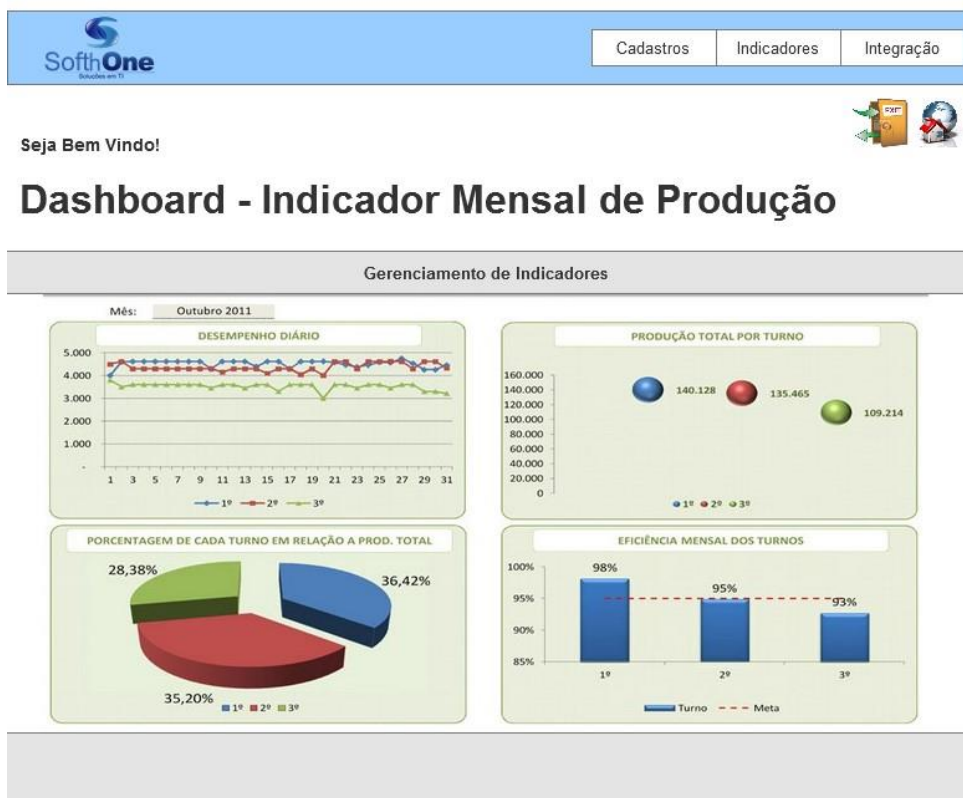 SofthOne
Soluções em TI
Cadastros Indicadores Integração
EXIT
Seja Bem Vindo!
Dashboard - Indicador Mensal de Produção
Gerenciamento de Indicadores
Mês: Outubro 2011
DESEMPENHO DIÁRIO
5.000
4.000
3.000
2.000
1.000
-
1 3 5 7 9 11 13 15 17 19 21 23 25 27 29 31
1º 2º 3º
PRODUÇÃO TOTAL POR TURNO
160.000
140.000
120.000
100.000
80.000
60.000
40.000
20.000
0
140.128 135.465 109.214
1º 2º 3º
PORCENTAGEM DE CADA TURNO EM RELAÇÃO A PROD. TOTAL
28,38%
36,42%
35,20%
1º 2º 3º
EFICIÊNCIA MENSAL DOS TURNOS
100%
95%
90%
85%
98%
95%
93%
1º 2º 3º
Turno Meta